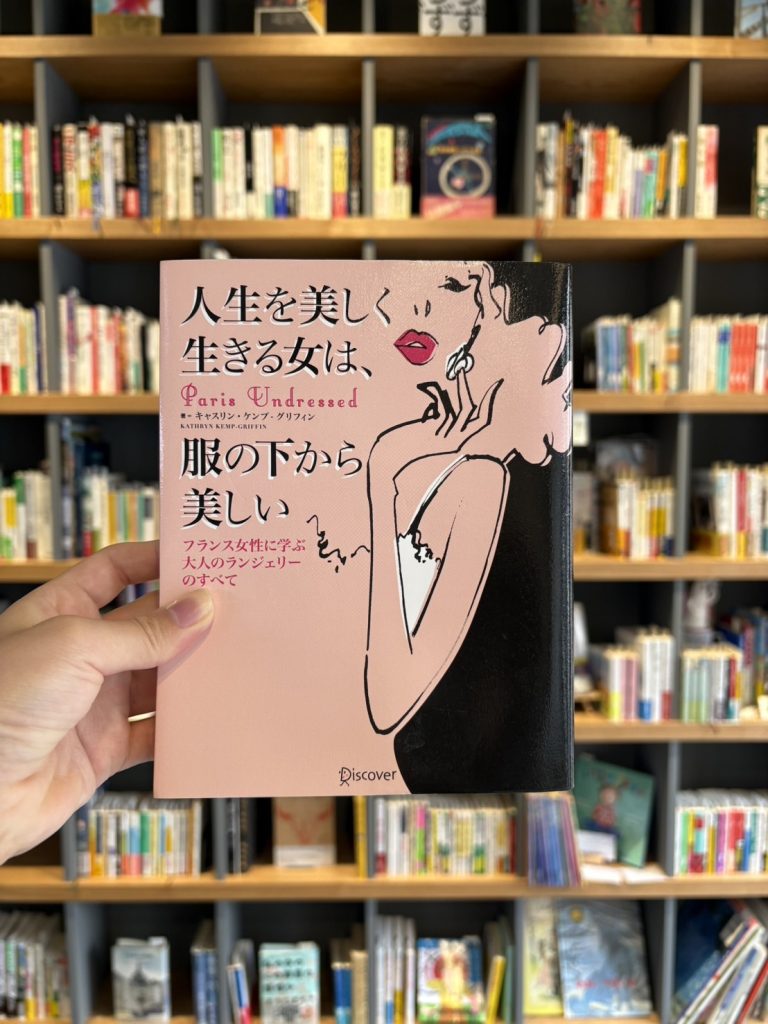 人生を美しく
生きる女は、
Paris Undressed
著＝キャスリン・ケンプ-グリフィン
KATHRYN KEMP-GRIFFIN
服の下から
美しい
フランス女性に学ぶ
大人のランジェリー
のすべて
Discover